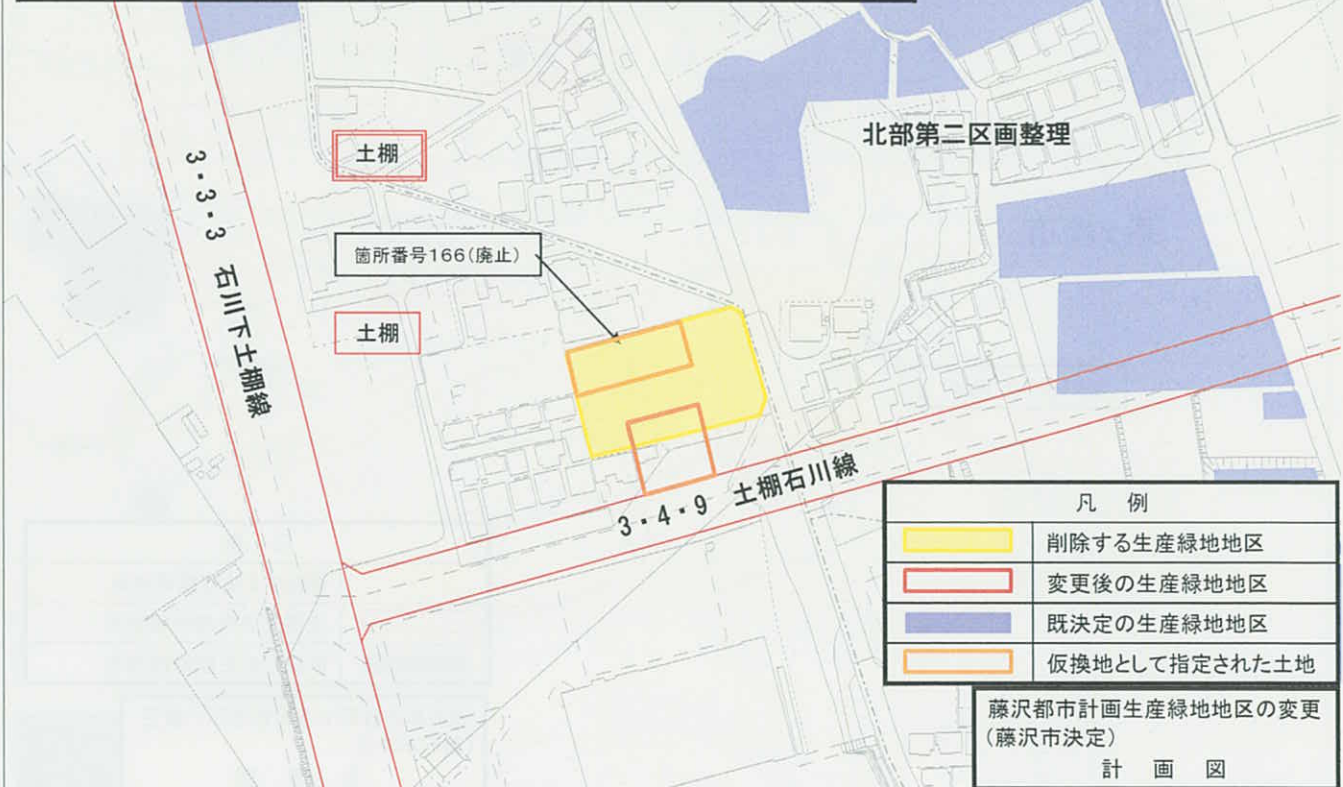 北部第二区画整理
土棚
3・3・3 石川下土棚線
箇所番号166(廃止)
土棚
3・4・9 土棚石川線
凡 例
削除する生産緑地地区
変更後の生産緑地地区
既決定の生産緑地地区
仮換地として指定された土地
藤沢都市計画生産緑地地区の変更
(藤沢市決定)
計 画 図